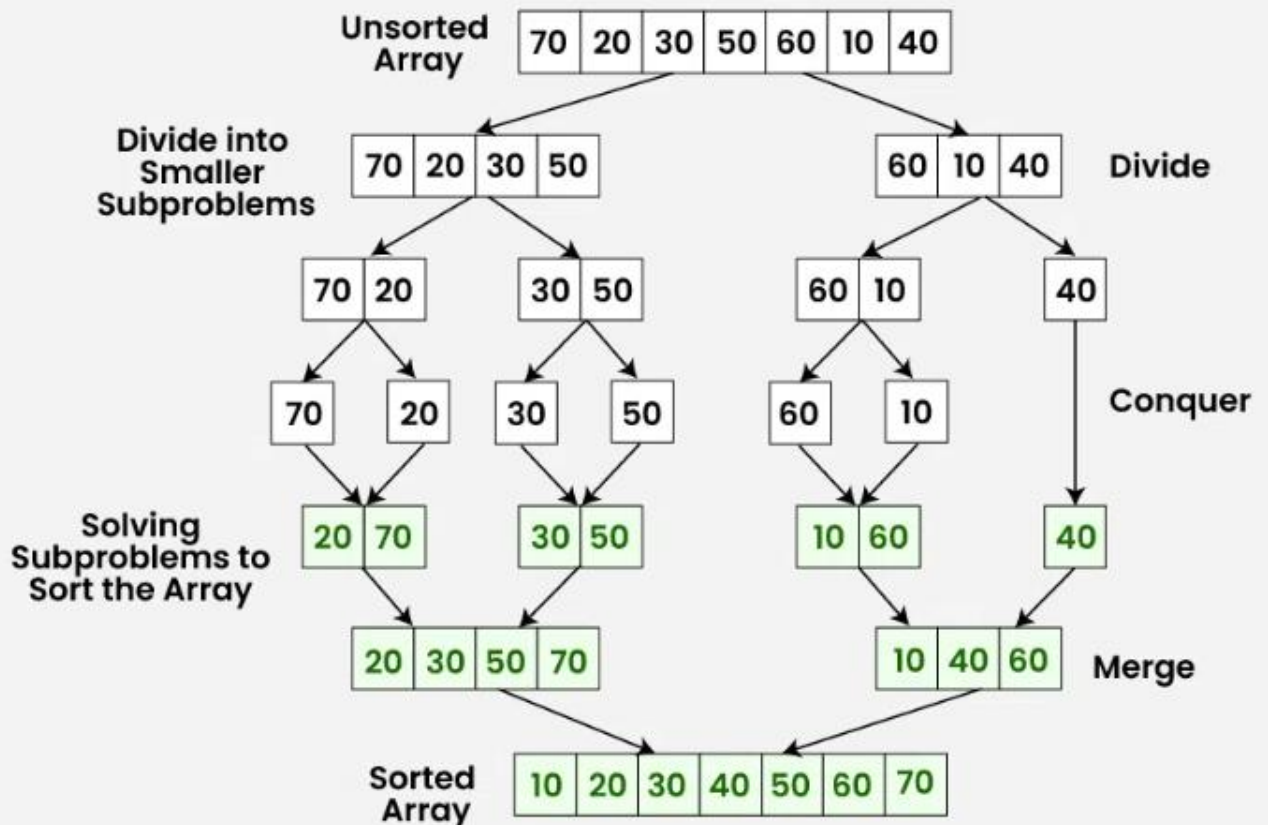 Unsorted
Array
70 20 30 50 60 10 40
Divide into
Smaller
Subproblems
70 20 30 50
60 10 40
Divide
70 20
30 50
60 10
40
70
20
30
50
60
10
Conquer
Solving
Subproblems to
Sort the Array
20 70
30 50
10 60
40
20 30 50 70
10 40 60
Merge
Sorted
Array
10 20 30 40 50 60 70